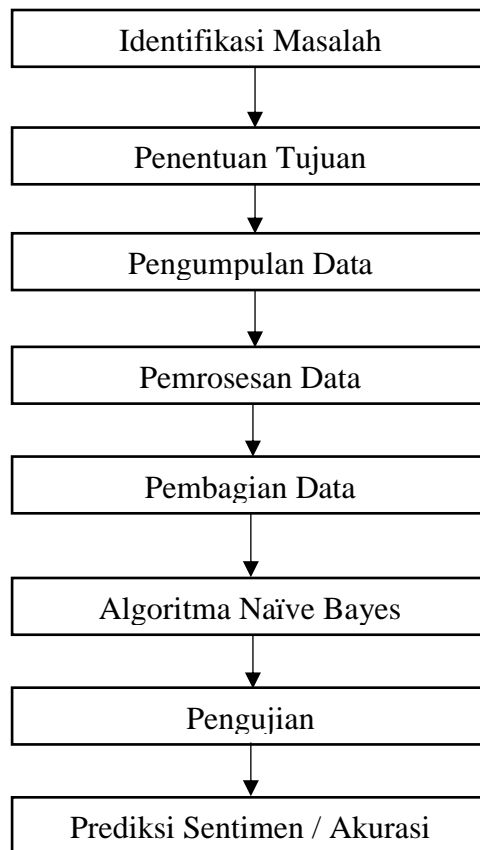 Identifikasi Masalah
Penentuan Tujuan
Pengumpulan Data
Pemrosesan Data
Pembagian Data
Algoritma Naïve Bayes
Pengujian
Prediksi Sentimen / Akurasi